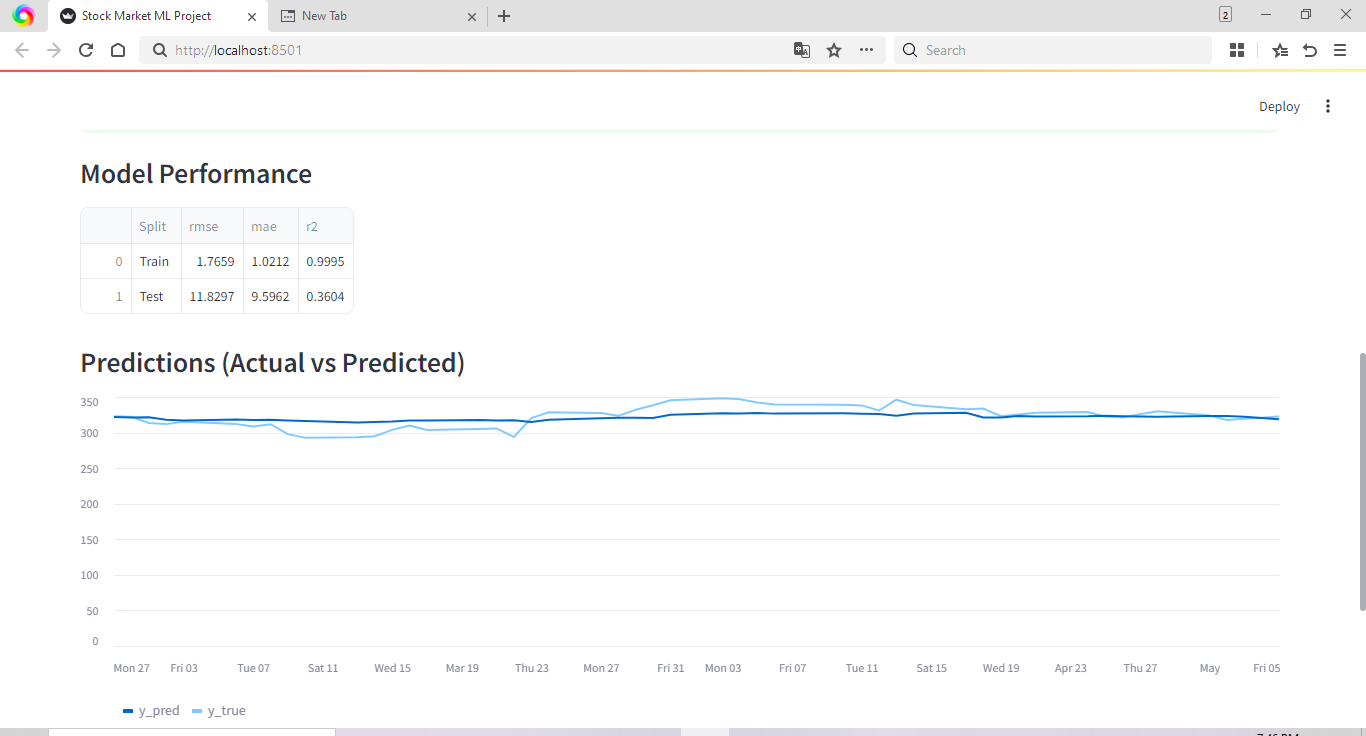 Stock Market ML Project
New Tab
2
http://localhost:8501
Search
Deploy
Model Performance
Split rmse mae r2
0 Train 1.7659 1.0212 0.9995
1 Test 11.8297 9.5962 0.3604
Predictions (Actual vs Predicted)
350
300
250
200
150
100
50
0
Mon 27 Fri 03 Tue 07 Sat 11 Wed 15 Mar 19 Thu 23 Mon 27 Fri 31 Mon 03 Fri 07 Tue 11 Sat 15 Wed 19 Apr 23 Thu 27 May Fri 05
y_pred y_true